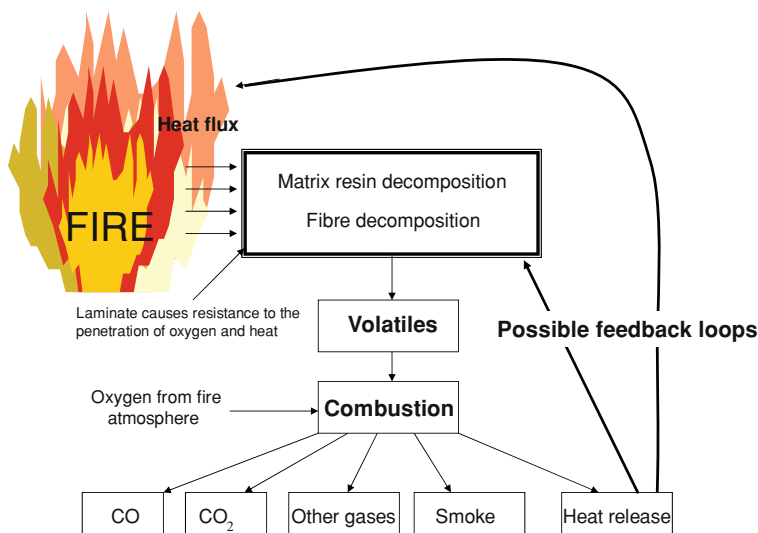 Heat flux
FIRE
Matrix resin decomposition
Fibre decomposition
Laminate causes resistance to the
penetration of oxygen and heat
Volatiles
Possible feedback loops
Oxygen from fire
atmosphere
Combustion
CO
CO₂
Other gases
Smoke
Heat release